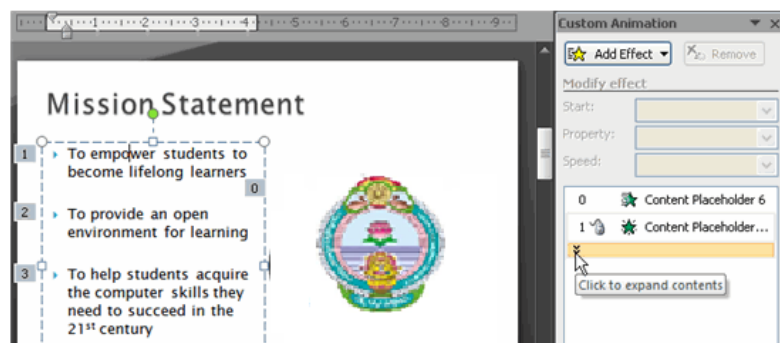 1 2 3 4 5 6 7 8 9
Custom Animation
Add Effect
Remove
Modify effect
Start:
Property:
Speed:
0 Content Placeholder 6
1 Content Placeholder...
Click to expand contents
Mission Statement
1 To empower students to
become lifelong learners
0
2 To provide an open
environment for learning
3 To help students acquire
the computer skills they
need to succeed in the
21st century